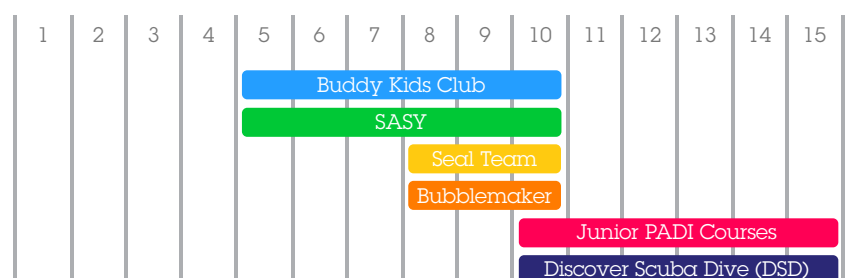 1 2 3 4 5 6 7 8 9 10 11 12 13 14 15
Buddy Kids Club
SASY
Seal Team
Bubblemaker
Junior PADI Courses
Discover Scuba Dive (DSD)